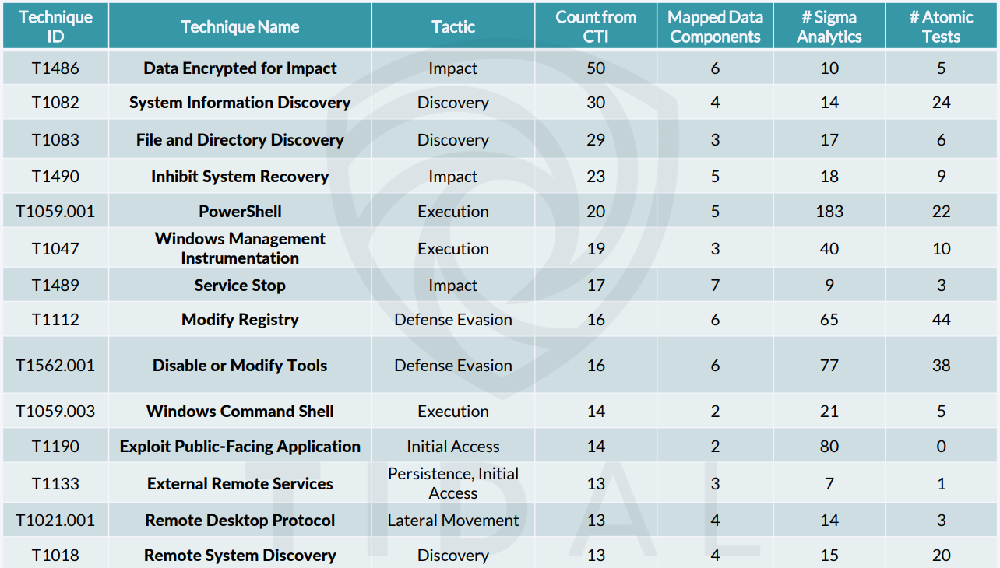 Technique ID Technique Name Tactic Count from CTI Mapped Data Components # Sigma Analytics # Atomic Tests
T1486 Data Encrypted for Impact Impact 50 6 10 5
T1082 System Information Discovery Discovery 30 4 14 24
T1083 File and Directory Discovery Discovery 29 3 17 6
T1490 Inhibit System Recovery Impact 23 5 18 9
T1059.001 PowerShell Execution 20 5 183 22
T1047 Windows Management Instrumentation Execution 19 3 40 10
T1489 Service Stop Impact 17 7 9 3
T1112 Modify Registry Defense Evasion 16 6 65 44
T1562.001 Disable or Modify Tools Defense Evasion 16 6 77 38
T1059.003 Windows Command Shell Execution 14 2 21 5
T1190 Exploit Public-Facing Application Initial Access 14 2 80 0
T1133 External Remote Services Persistence, Initial Access 13 3 7 1
T1021.001 Remote Desktop Protocol Lateral Movement 13 4 14 3
T1018 Remote System Discovery Discovery 13 4 15 20
TIDAL